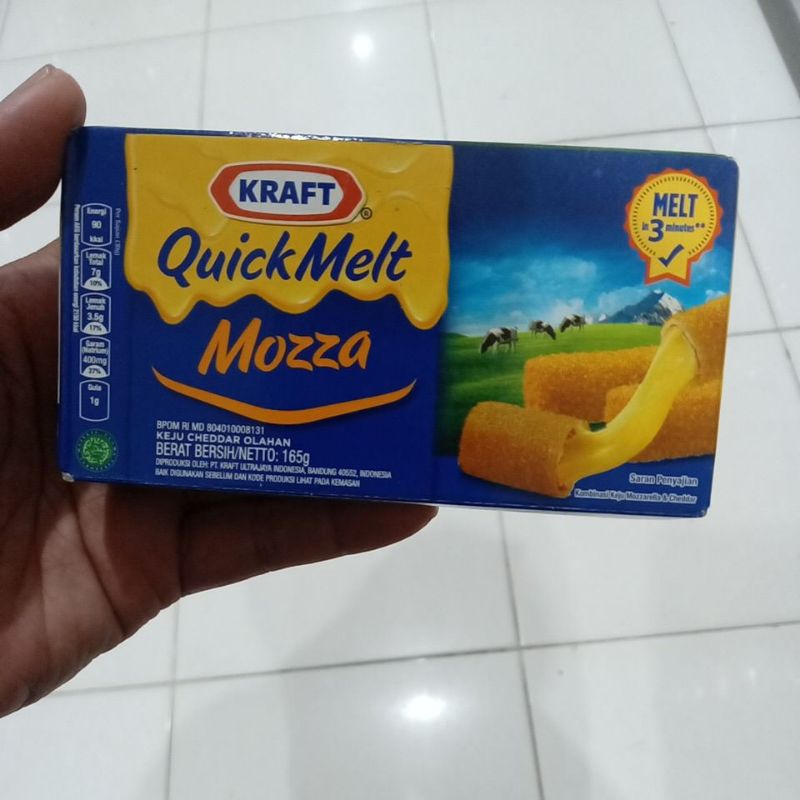 KRAFT
®
QuickMelt
Mozza
MELT
in 3 minutes**
Per Sajian (30g)
Energi
90
kkal
Lemak
Total
7g
10%
Lemak
Jenuh
3.5g
17%
Garam
(Natrium)
400mg
27%
Gula
1g
BPOM RI MD 804010008131
KEJU CHEDDAR OLAHAN
BERAT BERSIH/NETTO: 165g
DIPRODUKSI OLEH: PT. KRAFT ULTRAJAYA INDONESIA, BANDUNG 40552, INDONESIA
BAIK DIGUNAKAN SEBELUM DAN KODE PRODUKSI LIHAT PADA KEMASAN
Saran Penyajian
Kombinasi Keju Mozzarella & Cheddar